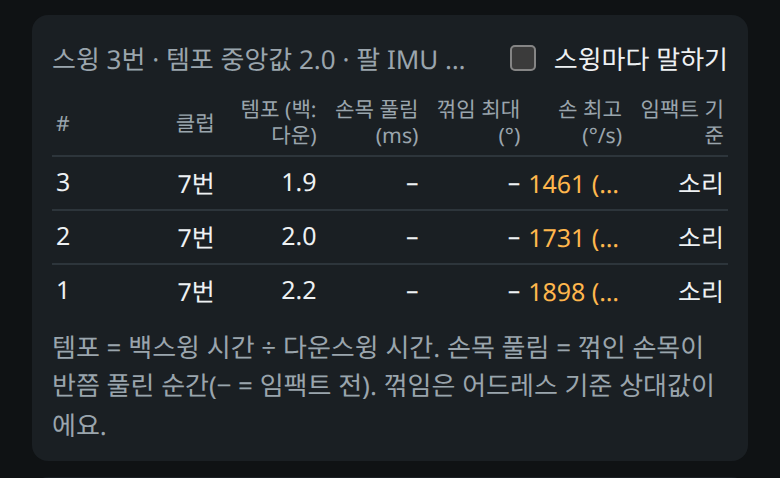 스윙 3번 · 템포 중앙값 2.0 · 팔 IMU ... 스윙마다 말하기
# 클럽 템포 (백:다운) 손목 풀림 (ms) 꺾임 최대 (°) 손 최고 (°/s) 임팩트 기준
3 7번 1.9 – – 1461 (... 소리
2 7번 2.0 – – 1731 (... 소리
1 7번 2.2 – – 1898 (... 소리
템포 = 백스윙 시간 ÷ 다운스윙 시간. 손목 풀림 = 꺾인 손목이
반쯤 풀린 순간(− = 임팩트 전). 꺾임은 어드레스 기준 상대값이
에요.